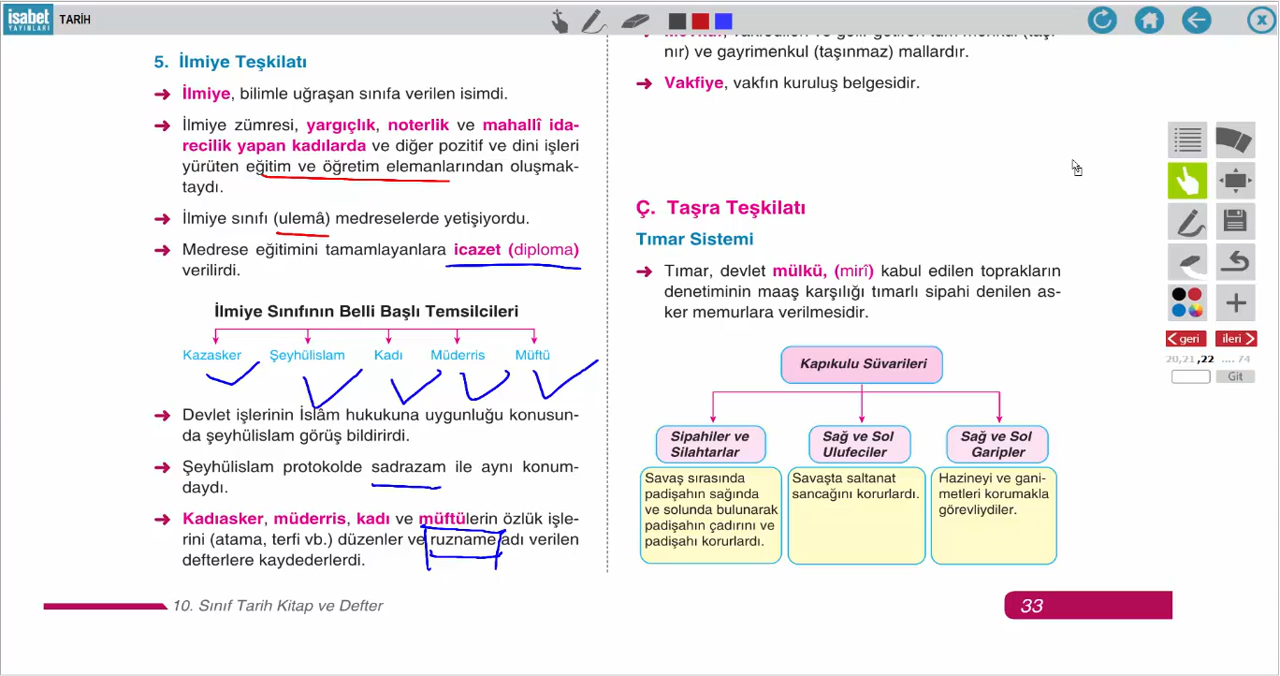 isabet
YAYINLARI
TARİH
5. İlmiye Teşkilatı
İlmiye, bilimle uğraşan sınıfa verilen isimdi.
İlmiye zümresi, yargıçlık, noterlik ve mahallî ida-
recilik yapan kadılarda ve diğer pozitif ve dini işleri
yürüten eğitim ve öğretim elemanlarından oluşmak-
taydı.
İlmiye sınıfı (ulemâ) medreselerde yetişiyordu.
Medrese eğitimini tamamlayanlara icazet (diploma)
verilirdi.
İlmiye Sınıfının Belli Başlı Temsilcileri
Kazasker Şeyhülislam Kadı Müderris Müftü
Devlet işlerinin İslâm hukukuna uygunluğu konusun-
da şeyhülislam görüş bildirirdi.
Şeyhülislam protokolde sadrazam ile aynı konum-
daydı.
Kadıasker, müderris, kadı ve müftülerin özlük işle-
rini (atama, terfi vb.) düzenler ve ruzname adı verilen
defterlere kaydederlerdi.
10. Sınıf Tarih Kitap ve Defter
nır) ve gayrimenkul (taşınmaz) mallardır.
Vakfiye, vakfın kuruluş belgesidir.
Ç. Taşra Teşkilatı
Tımar Sistemi
Tımar, devlet mülkü, (mirî) kabul edilen toprakların
denetiminin maaş karşılığı tımarlı sipahi denilen as-
ker memurlara verilmesidir.
Kapıkulu Süvarileri
Sipahiler ve
Silahtarlar
Savaş sırasında
padişahın sağında
ve solunda bulunarak
padişahın çadırını ve
padişahı korurlardı.
Sağ ve Sol
Ulufeciler
Savaşta saltanat
sancağını korurlardı.
Sağ ve Sol
Garipler
Hazineyi ve gani-
metleri korumakla
görevliydiler.
33
geri ileri
20,21,22 .... 74
Git